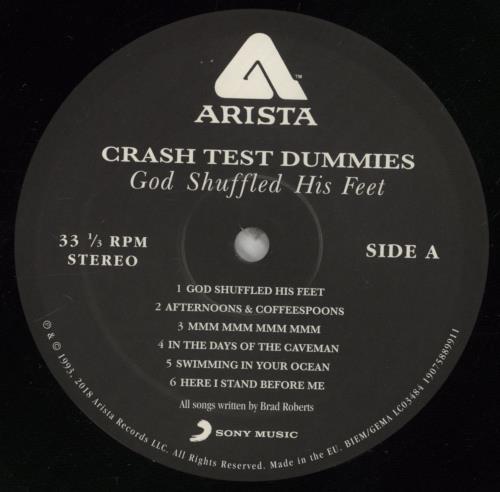 ™
ARISTA
CRASH TEST DUMMIES
God Shuffled His Feet
33 ⅓ RPM
STEREO
SIDE A
1 GOD SHUFFLED HIS FEET
2 AFTERNOONS & COFFEESPOONS
3 MMM MMM MMM MMM
4 IN THE DAYS OF THE CAVEMAN
5 SWIMMING IN YOUR OCEAN
6 HERE I STAND BEFORE ME
All songs written by Brad Roberts
SONY MUSIC
℗ & © 1993, 2018 Arista Records LLC. All Rights Reserved. Made in the EU. BIEM/GEMA LC03484 19075889911